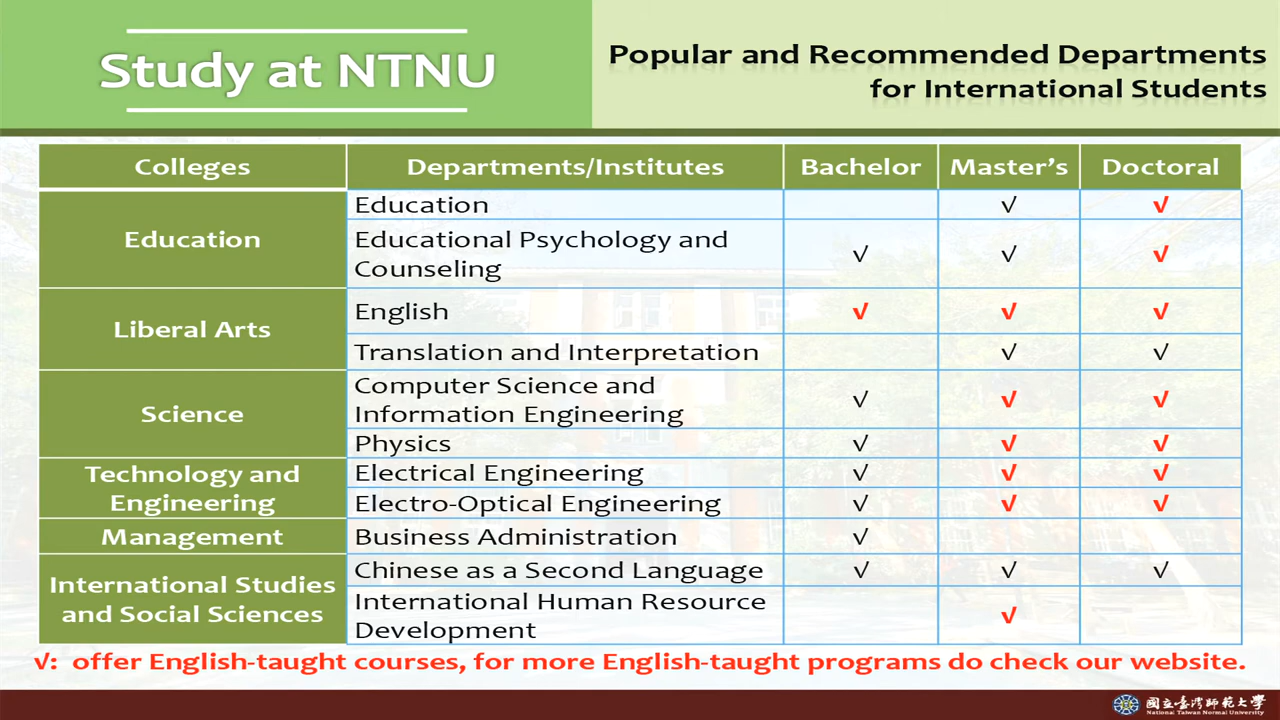 Study at NTNU
Popular and Recommended Departments
for International Students
Colleges Departments/Institutes Bachelor Master's Doctoral
Education
Education √ √
Educational Psychology and
Counseling √ √ √
Liberal Arts
English √ √ √
Translation and Interpretation √ √
Science
Computer Science and
Information Engineering √ √ √
Physics √ √ √
Technology and
Engineering
Electrical Engineering √ √ √
Electro-Optical Engineering √ √ √
Management
Business Administration √
International Studies
and Social Sciences
Chinese as a Second Language √ √ √
International Human Resource
Development √
√: offer English-taught courses, for more English-taught programs do check our website.
國立臺灣師範大學
National Taiwan Normal University